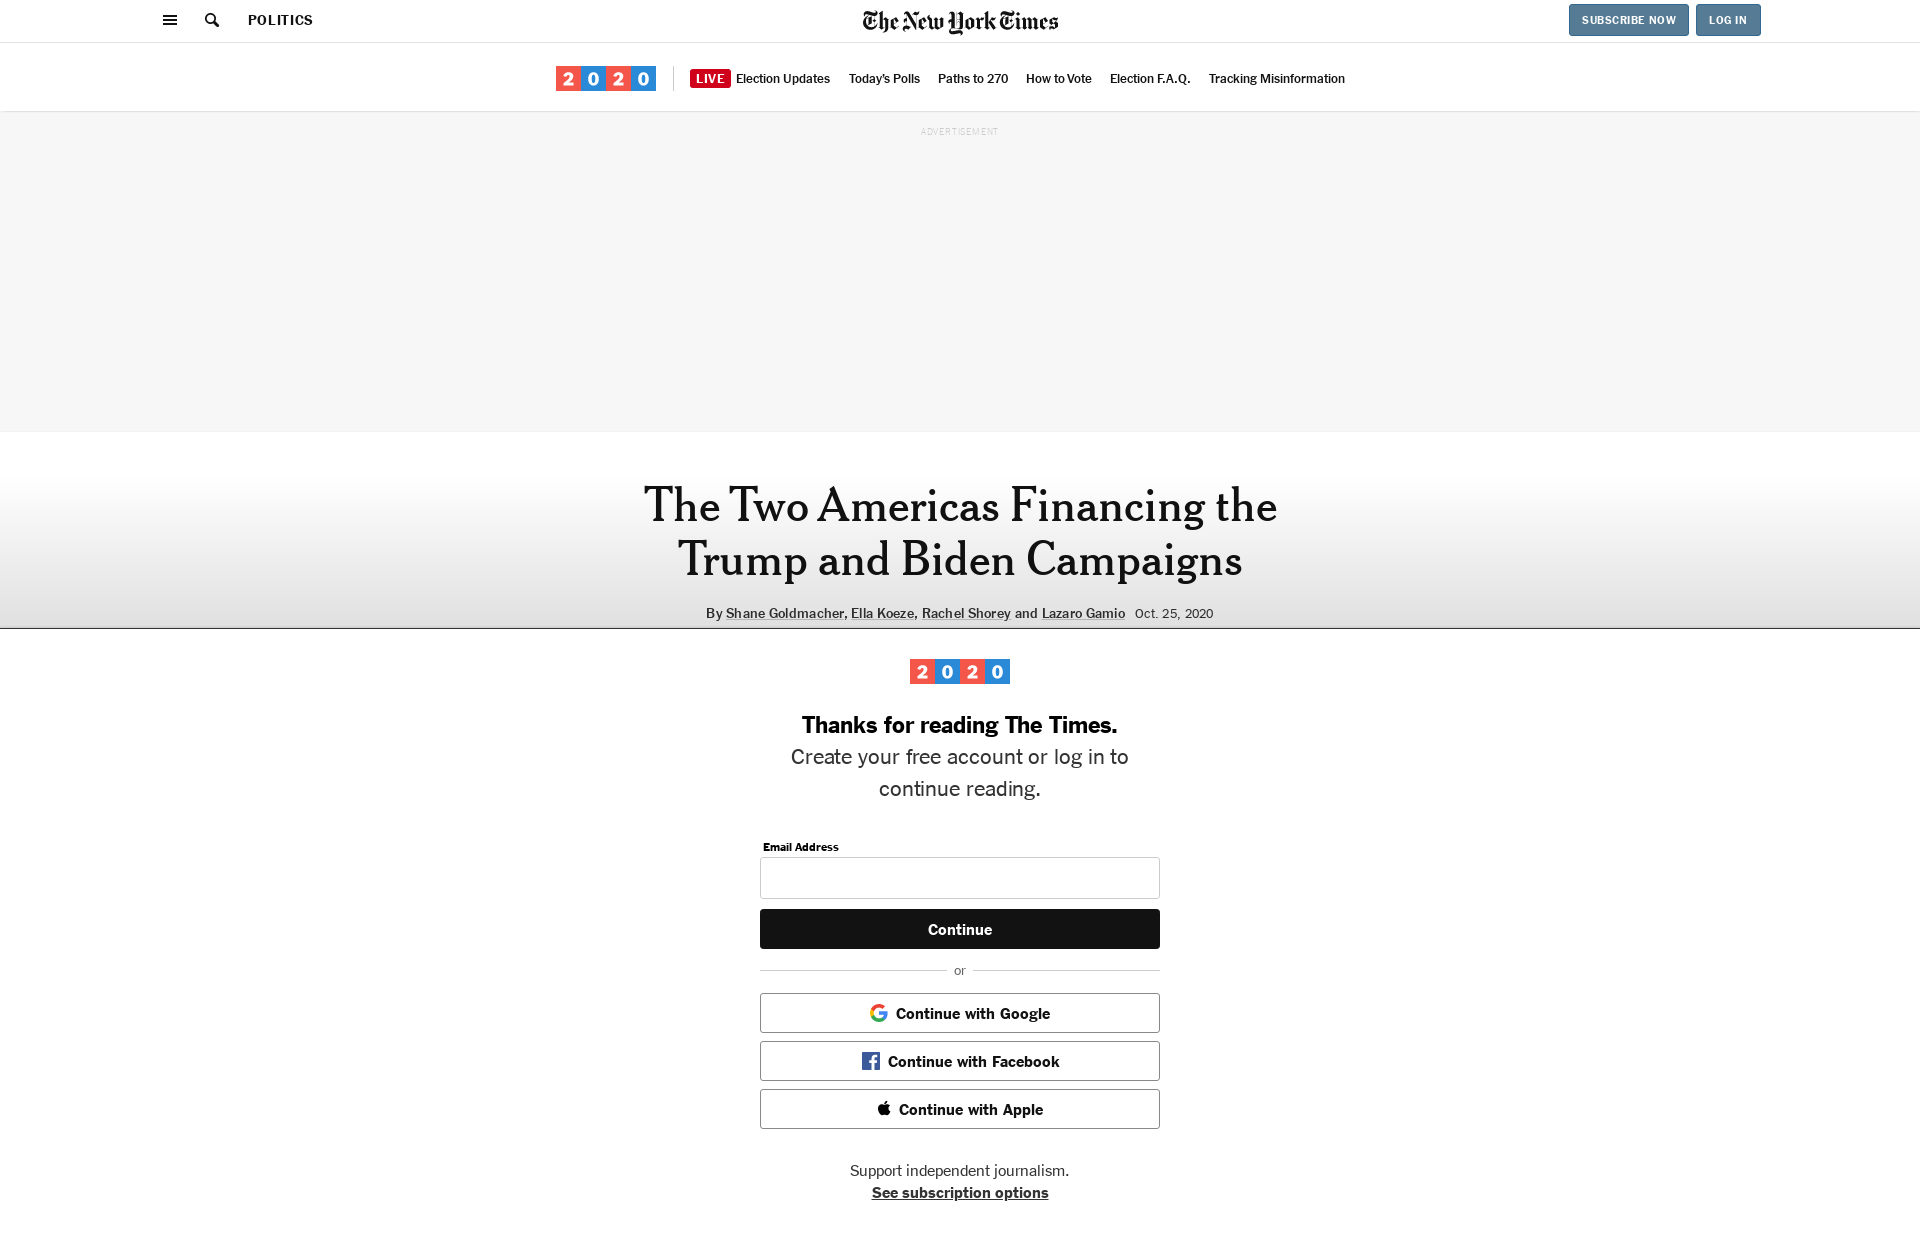 POLITICS
The New York Times
SUBSCRIBE NOW
LOG IN
2020
LIVE Election Updates Today's Polls Paths to 270 How to Vote Election F.A.Q. Tracking Misinformation
ADVERTISEMENT
The Two Americas Financing the
Trump and Biden Campaigns
By Shane Goldmacher, Ella Koeze, Rachel Shorey and Lazaro Gamio Oct. 25, 2020
2020
Thanks for reading The Times.
Create your free account or log in to
continue reading.
Email Address
Continue
or
Continue with Google
Continue with Facebook
Continue with Apple
Support independent journalism.
See subscription options